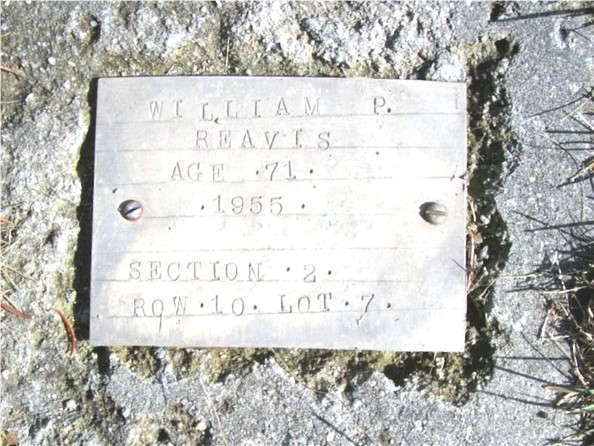 WILLIAM P.
REAVIS
AGE · 71 ·
· 1955 ·
SECTION · 2 ·
ROW · 10 · LOT · 7 ·